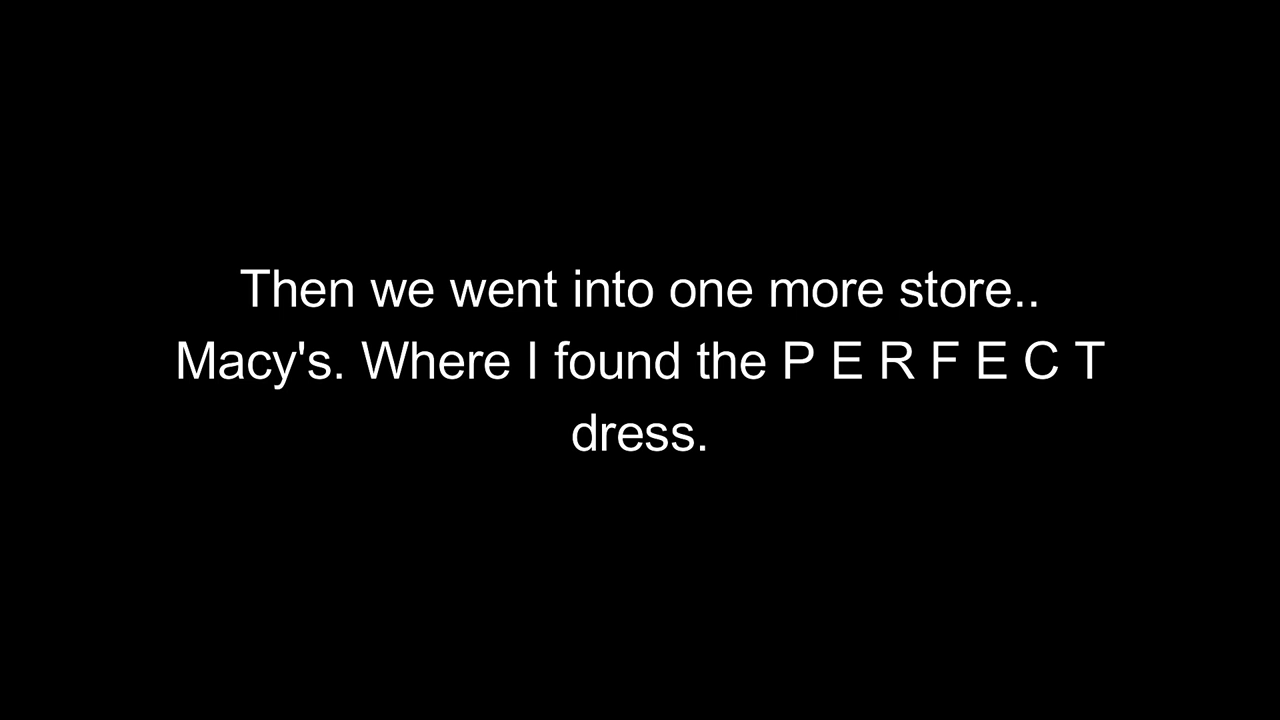 Then we went into one more store..
Macy's. Where I found the P E R F E C T
dress.